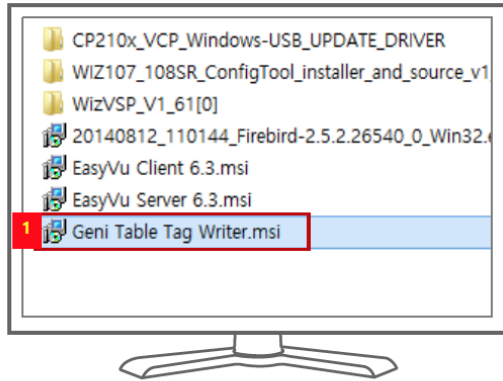 CP210x_VCP_Windows-USB_UPDATE_DRIVER
WIZ107_108SR_ConfigTool_installer_and_source_v1
WizVSP_V1_61[0]
20140812_110144_Firebird-2.5.2.26540_0_Win32.e
EasyVu Client 6.3.msi
EasyVu Server 6.3.msi
1 Geni Table Tag Writer.msi